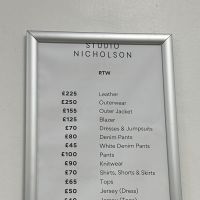 STUDIO
NICHOLSON
RTW
£225 Leather
£250 Outerwear
£155 Outer Jacket
£125 Blazer
£70 Dresses & Jumpsuits
£80 Denim Pants
£45 White Denim Pants
£100 Pants
£90 Knitwear
£70 Shirts, Shorts & Skirts
£65 Tops
£50 Jersey (Dress)